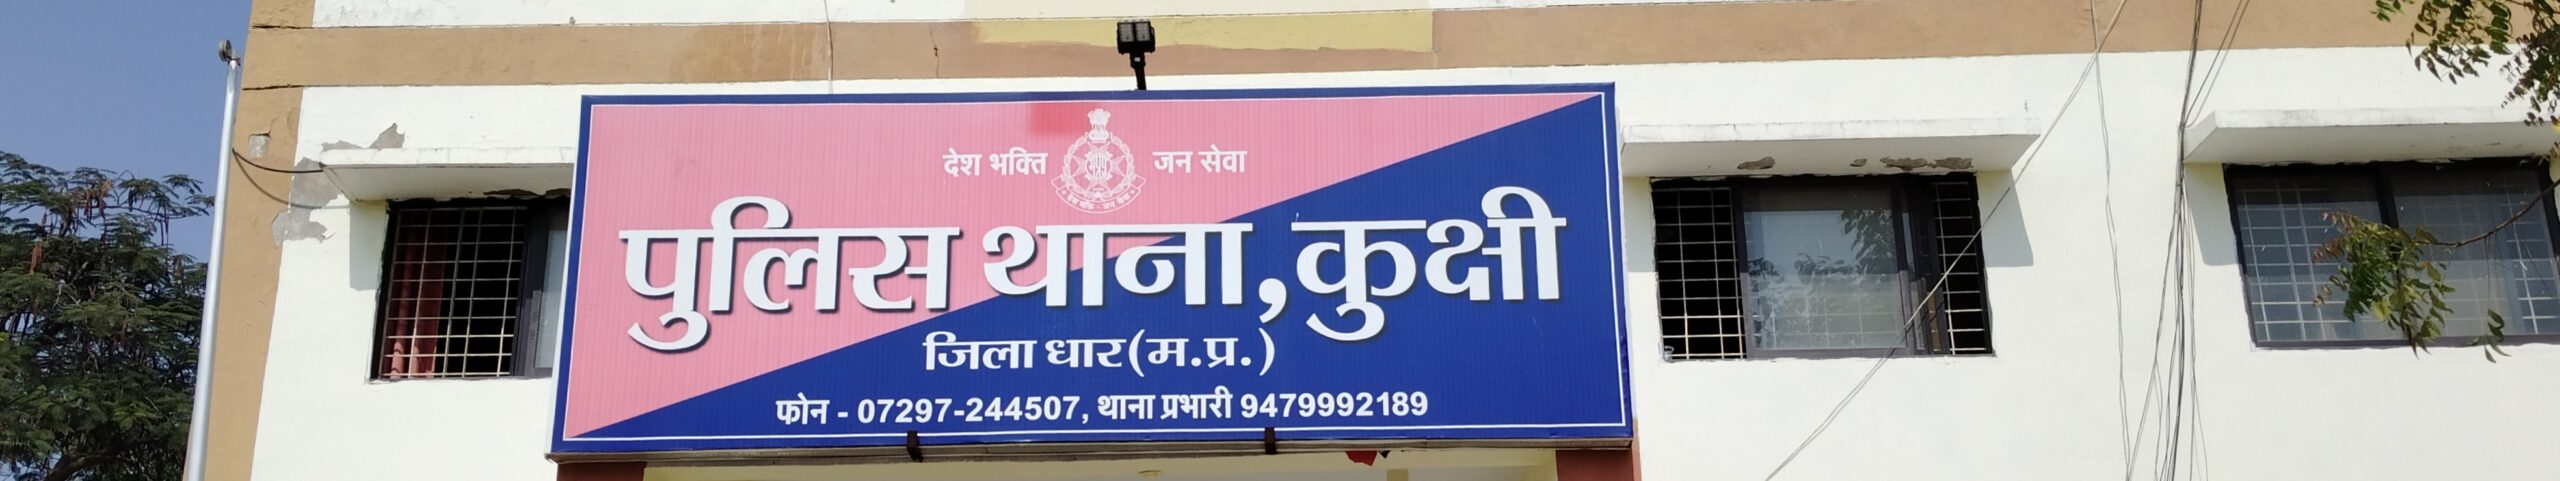 देश भक्ति जन सेवा
पुलिस थाना, कुक्षी
जिला धार (म.प्र.)
फोन - 07297-244507, थाना प्रभारी 9479992189